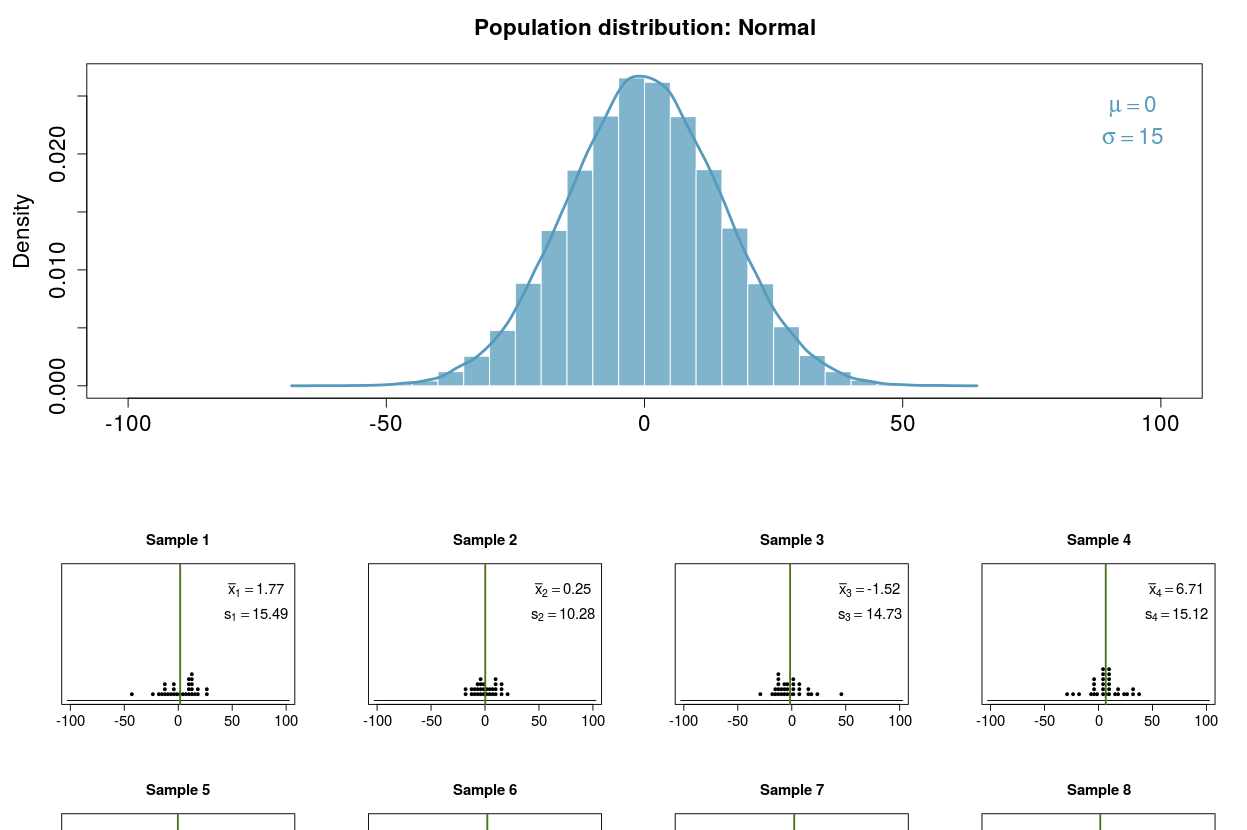 Population distribution: Normal
μ = 0
σ = 15
Density
0.020
0.010
0.000
-100 -50 0 50 100
Sample 1 Sample 2 Sample 3 Sample 4
x̄₁ = 1.77 x̄₂ = 0.25 x̄₃ = -1.52 x̄₄ = 6.71
s₁ = 15.49 s₂ = 10.28 s₃ = 14.73 s₄ = 15.12
-100 -50 0 50 100 -100 -50 0 50 100 -100 -50 0 50 100 -100 -50 0 50 100
Sample 5 Sample 6 Sample 7 Sample 8